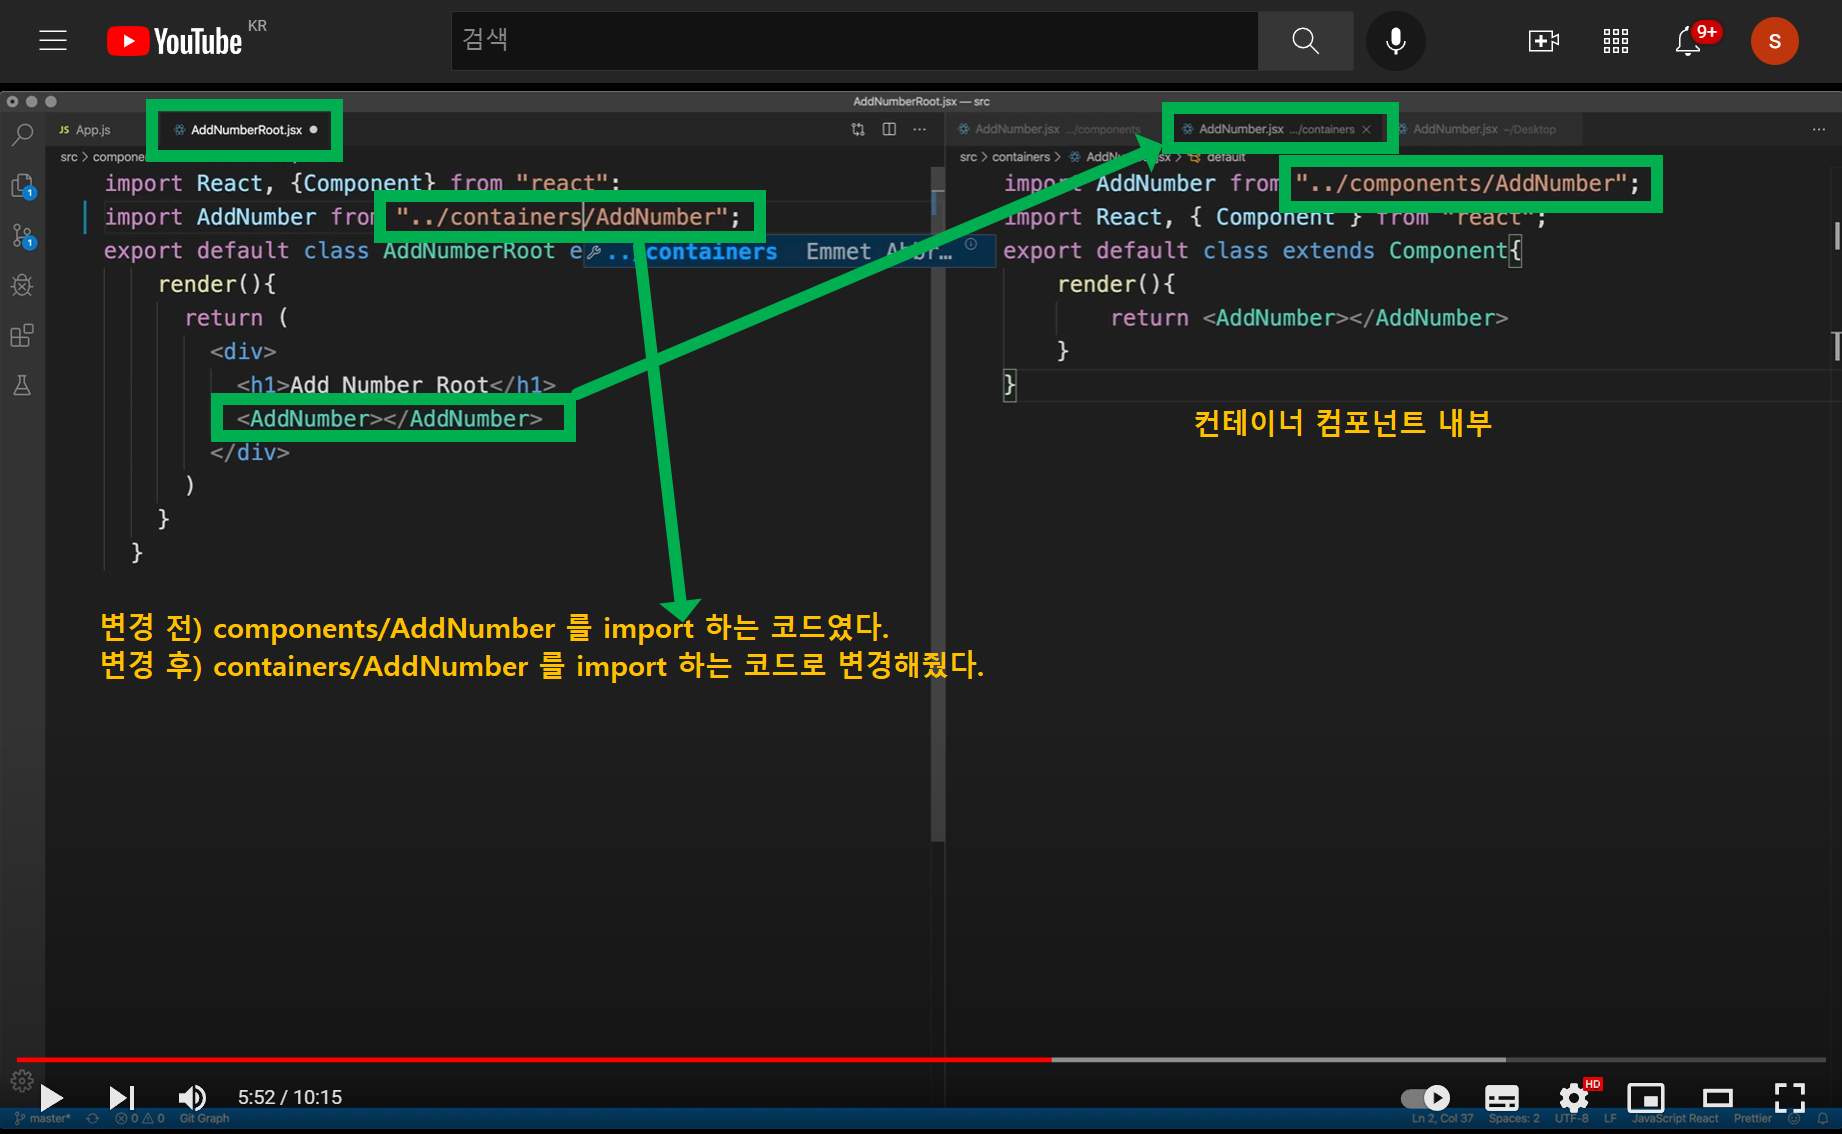 YouTube KR
검색
9+
S
AddNumberRoot.jsx — src
JS App.js
AddNumberRoot.jsx
AddNumber.jsx .../components
AddNumber.jsx .../containers
AddNumber.jsx ~/Desktop
src
src > containers > AddNumber.jsx > default
import React, {Component} from "react";
import AddNumber from "../containers/AddNumber";
export default class AddNumberRoot e
../containers Emmet Abbr...
render(){
return (
<div>
<h1>Add Number Root</h1>
<AddNumber></AddNumber>
</div>
)
}
}
import AddNumber from "../components/AddNumber";
import React, { Component } from "react";
export default class extends Component{
render(){
return <AddNumber></AddNumber>
}
}
컨테이너 컴포넌트 내부
변경 전) components/AddNumber 를 import 하는 코드였다.
변경 후) containers/AddNumber 를 import 하는 코드로 변경해줬다.
1
1
5:52 / 10:15
HD
master*
0 0
Git Graph
Ln 2, Col 37
Spaces: 2
UTF-8
LF
JavaScript React
Prettier